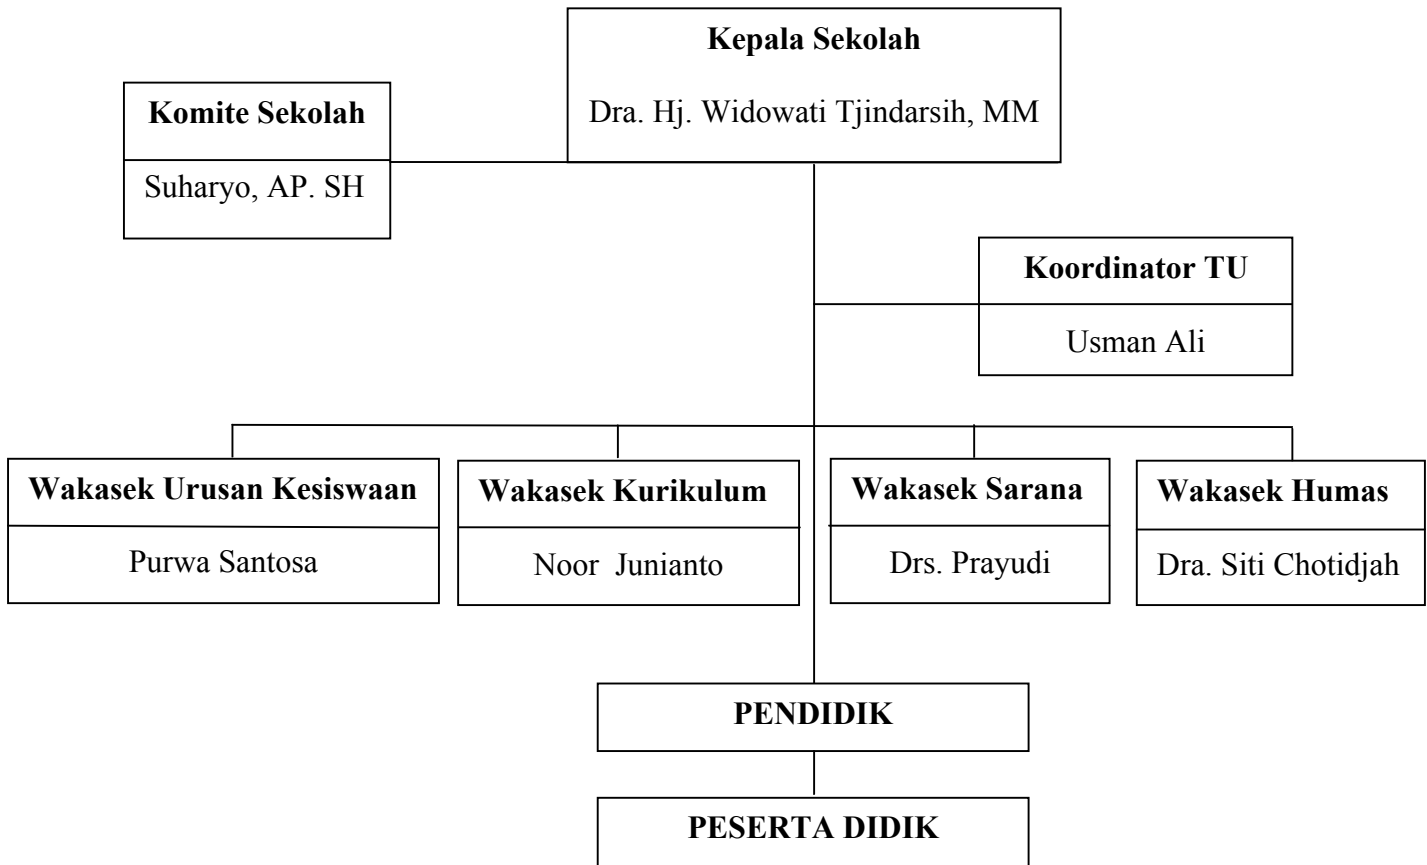 Kepala Sekolah
Dra. Hj. Widowati Tjindarsih, MM
Komite Sekolah
Suharyo, AP. SH
Koordinator TU
Usman Ali
Wakasek Urusan Kesiswaan
Purwa Santosa
Wakasek Kurikulum
Noor Junianto
Wakasek Sarana
Drs. Prayudi
Wakasek Humas
Dra. Siti Chotidjah
PENDIDIK
PESERTA DIDIK